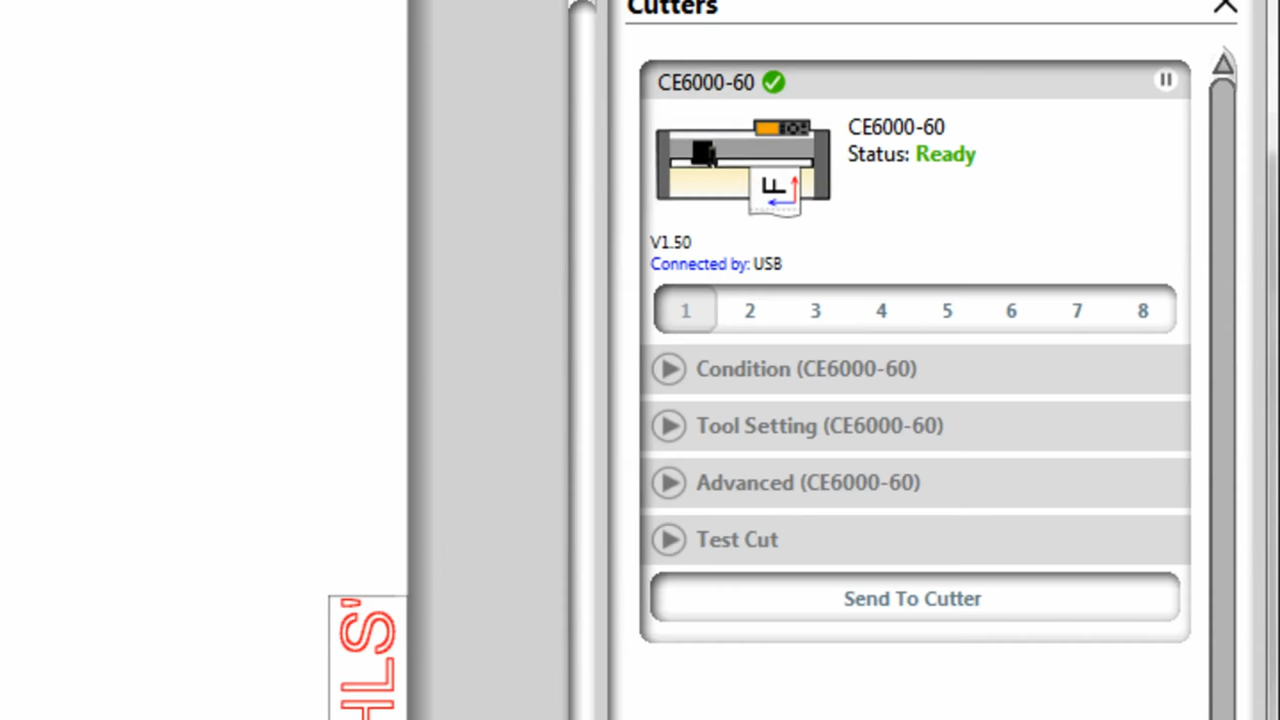 Cutters
CE6000-60
CE6000-60
Status: Ready
F
V1.50
Connected by: USB
1 2 3 4 5 6 7 8
Condition (CE6000-60)
Tool Setting (CE6000-60)
Advanced (CE6000-60)
Test Cut
Send To Cutter
HLS'